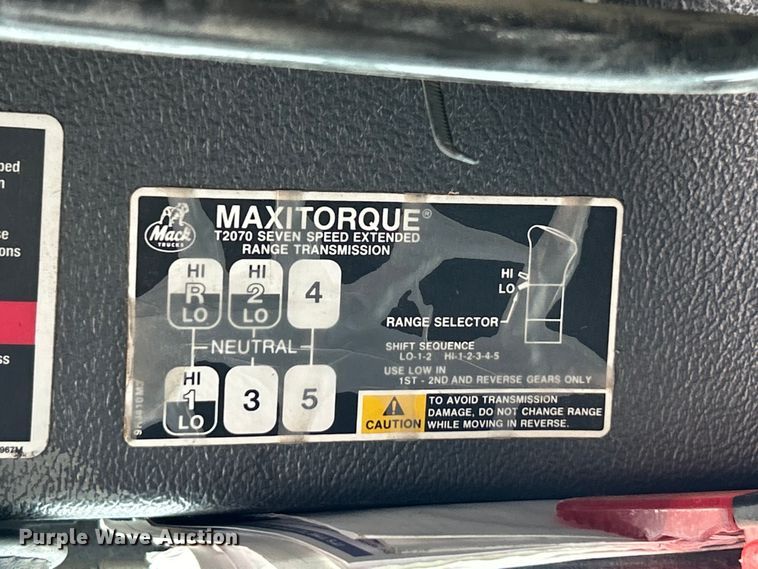 MAXITORQUE®
Mack
TRUCKS
T2070 SEVEN SPEED EXTENDED
RANGE TRANSMISSION
HI HI
R 2 4
LO LO
NEUTRAL
HI
1 3 5
LO
HI
LO
RANGE SELECTOR
SHIFT SEQUENCE
LO-1-2 HI-1-2-3-4-5
USE LOW IN
1ST - 2ND AND REVERSE GEARS ONLY
CAUTION
TO AVOID TRANSMISSION
DAMAGE, DO NOT CHANGE RANGE
WHILE MOVING IN REVERSE.
Purple Wave Auction